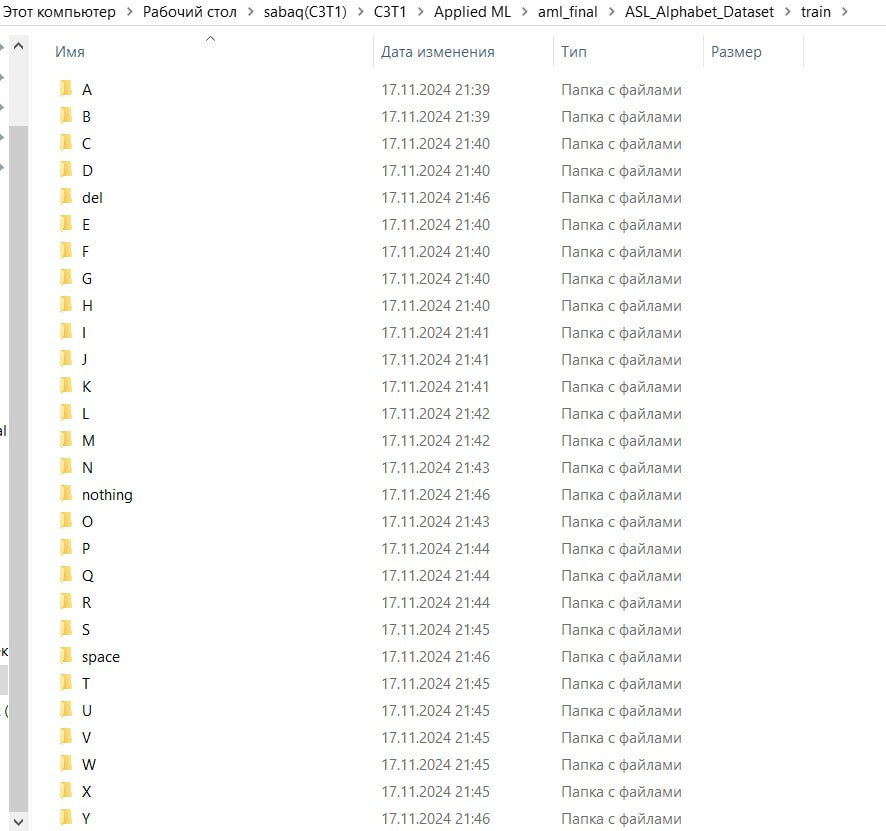 Этот компьютер > Рабочий стол > sabaq(C3T1) > C3T1 > Applied ML > aml_final > ASL_Alphabet_Dataset > train >
Имя Дата изменения Тип Размер
A 17.11.2024 21:39 Папка с файлами
B 17.11.2024 21:39 Папка с файлами
C 17.11.2024 21:40 Папка с файлами
D 17.11.2024 21:40 Папка с файлами
del 17.11.2024 21:46 Папка с файлами
E 17.11.2024 21:40 Папка с файлами
F 17.11.2024 21:40 Папка с файлами
G 17.11.2024 21:40 Папка с файлами
H 17.11.2024 21:40 Папка с файлами
I 17.11.2024 21:41 Папка с файлами
J 17.11.2024 21:41 Папка с файлами
K 17.11.2024 21:41 Папка с файлами
L 17.11.2024 21:42 Папка с файлами
M 17.11.2024 21:42 Папка с файлами
N 17.11.2024 21:43 Папка с файлами
nothing 17.11.2024 21:46 Папка с файлами
O 17.11.2024 21:43 Папка с файлами
P 17.11.2024 21:44 Папка с файлами
Q 17.11.2024 21:44 Папка с файлами
R 17.11.2024 21:44 Папка с файлами
S 17.11.2024 21:45 Папка с файлами
space 17.11.2024 21:46 Папка с файлами
T 17.11.2024 21:45 Папка с файлами
U 17.11.2024 21:45 Папка с файлами
V 17.11.2024 21:45 Папка с файлами
W 17.11.2024 21:45 Папка с файлами
X 17.11.2024 21:45 Папка с файлами
Y 17.11.2024 21:46 Папка с файлами